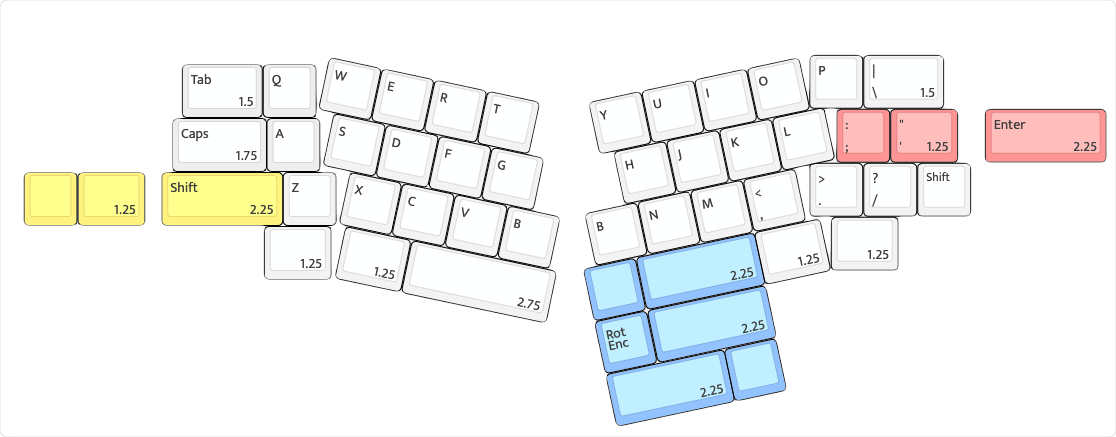 Tab
1.5
Q
W
E
R
T
Y
U
I
O
P
|
\
1.5
Caps
1.75
A
S
D
F
G
H
J
K
L
:
;
"
'
1.25
Enter
2.25
1.25
Shift
2.25
Z
X
C
V
B
B
N
M
<
,
>
.
?
/
Shift
1.25
1.25
2.75
2.25
1.25
1.25
Rot
Enc
2.25
2.25